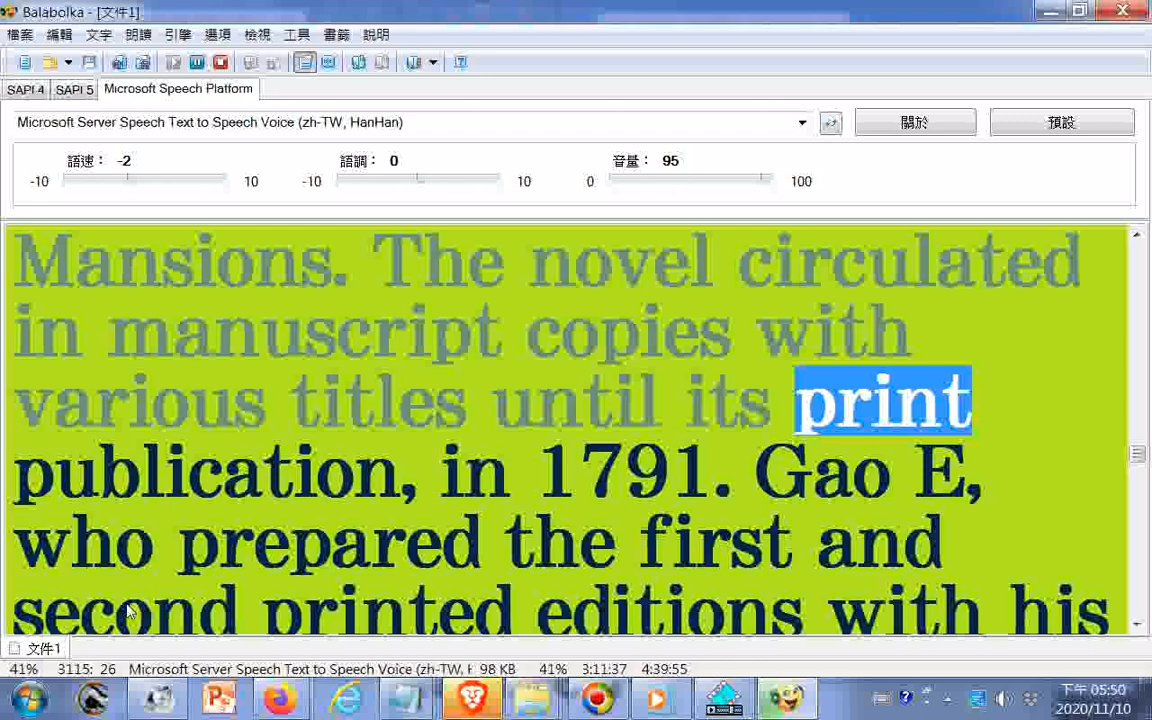 Balabolka - [文件1]
檔案 編輯 文字 朗讀 引擎 選項 檢視 工具 書籤 說明
SAPI 4 SAPI 5 Microsoft Speech Platform
Microsoft Server Speech Text to Speech Voice (zh-TW, HanHan) 關於 預設
語速： -2 語調： 0 音量： 95
-10 10 -10 10 0 100
Mansions. The novel circulated
in manuscript copies with
various titles until its print
publication, in 1791. Gao E,
who prepared the first and
second printed editions with his
文件1
41% 3115: 26 Microsoft Server Speech Text to Speech Voice (zh-TW, 98 KB 41% 3:11:37 4:39:55
下午 05:50
2020/11/10